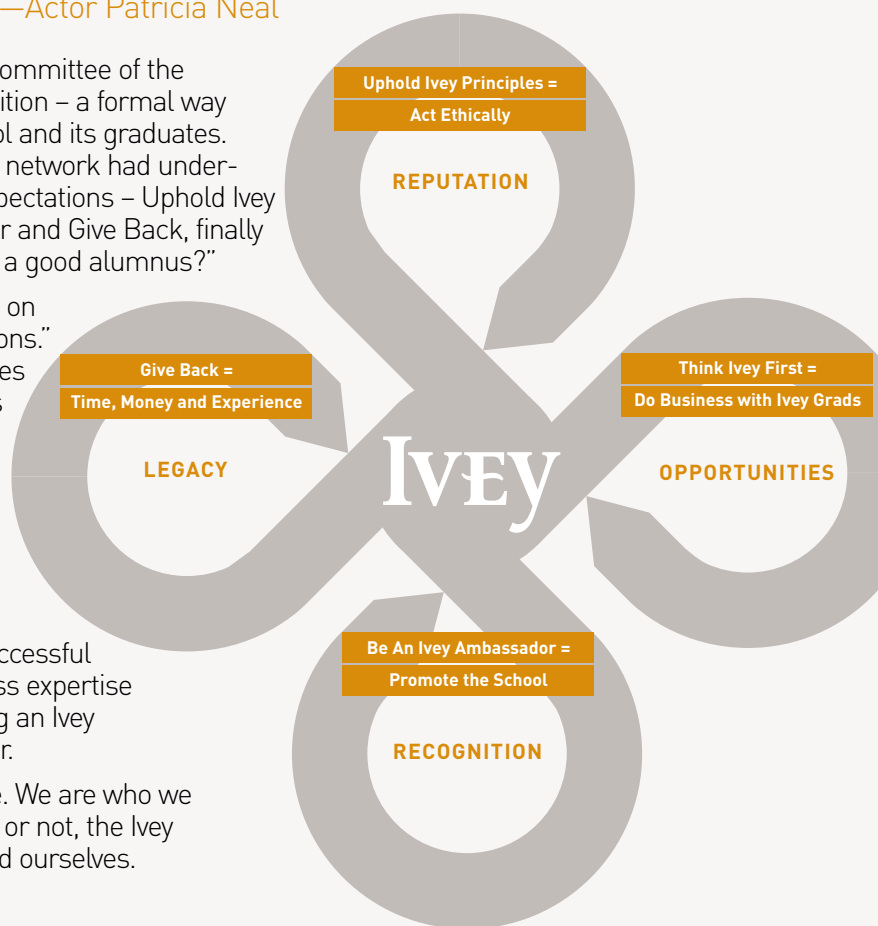 —Actor Patricia Neal
ommittee of the
ition – a formal way
ol and its graduates.
network had under-
pectations – Uphold Ivey
r and Give Back, finally
a good alumnus?”
on
ons.”
es
s
ccessful
ss expertise
g an Ivey
r.
e. We are who we
or not, the Ivey
d ourselves.
Uphold Ivey Principles =
Act Ethically
REPUTATION
Give Back =
Time, Money and Experience
LEGACY
Think Ivey First =
Do Business with Ivey Grads
OPPORTUNITIES
IVEY
Be An Ivey Ambassador =
Promote the School
RECOGNITION